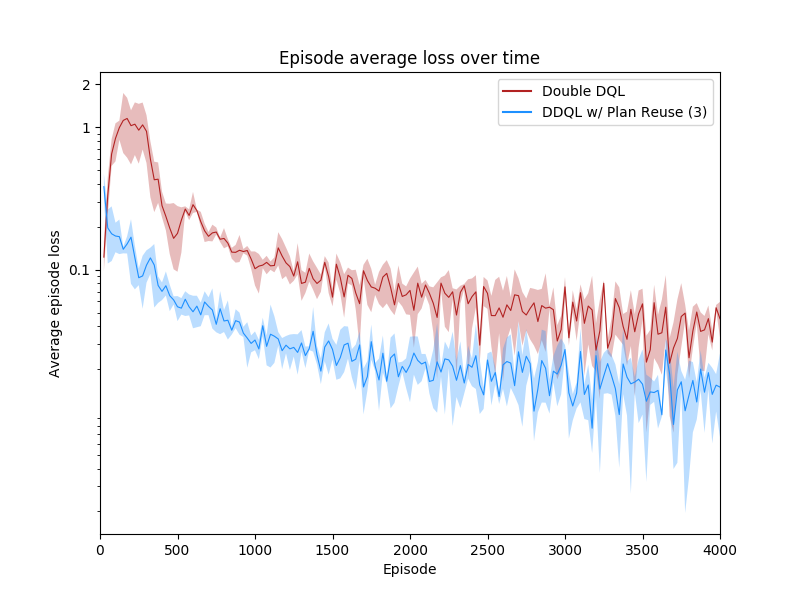 Episode average loss over time
Double DQL
DDQL w/ Plan Reuse (3)
2
1
0.1
Average episode loss
0 500 1000 1500 2000 2500 3000 3500 4000
Episode